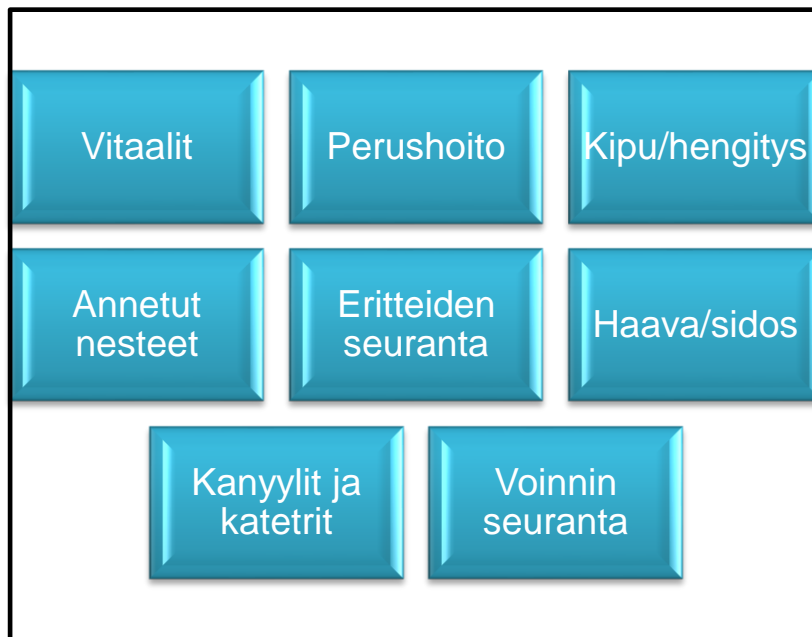 Vitaalit
Perushoito
Kipu/hengitys
Annetut
nesteet
Eritteiden
seuranta
Haava/sidos
Kanyylit ja
katetrit
Voinnin
seuranta